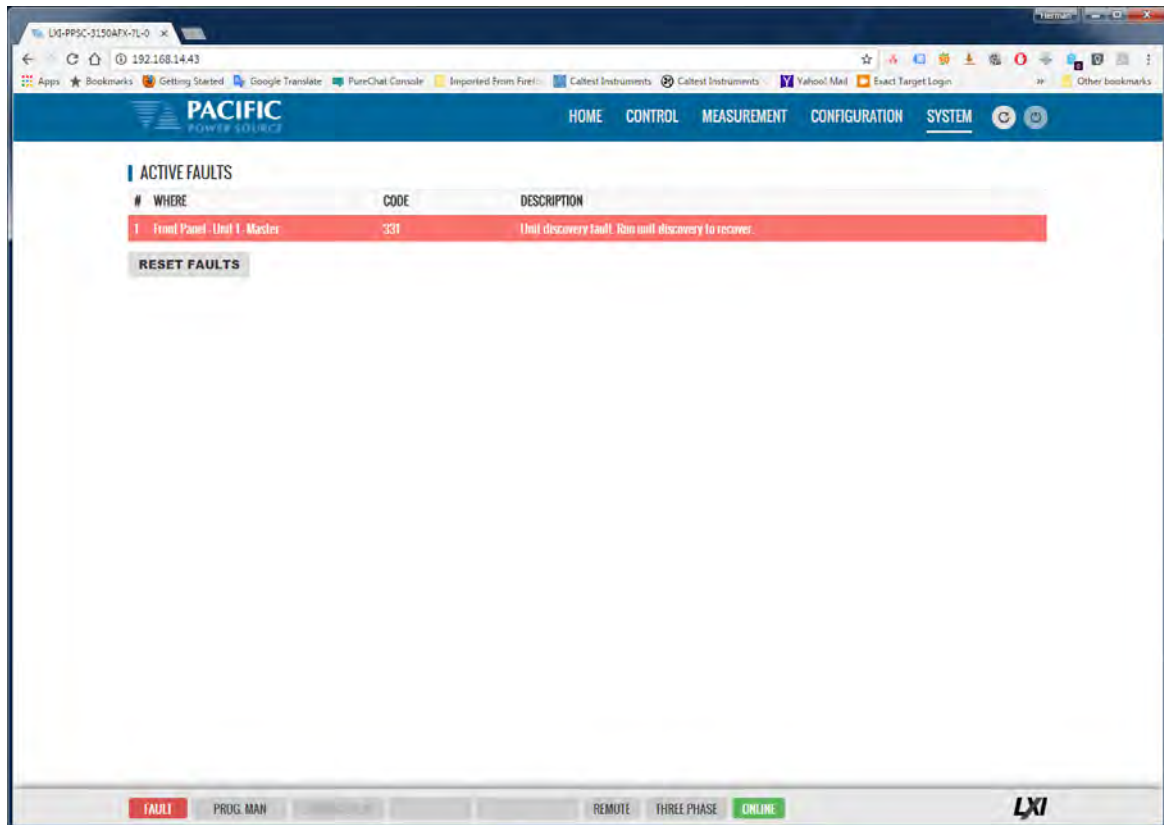 Herman
LXI-PPSC-3150AFX-7L-0
192.168.14.43
Apps Bookmarks Getting Started Google Translate PureChat Console Imported From Firef Caltest Instruments Caltest Instruments Yahoo! Mail Exact Target Login » Other bookmarks
PACIFIC
POWER SOURCE
HOME CONTROL MEASUREMENT CONFIGURATION SYSTEM
ACTIVE FAULTS
# WHERE CODE DESCRIPTION
1 Front Panel - Unit 1 - Master 331 Unit discovery fault. Run unit discovery to recover.
RESET FAULTS
FAULT PROG. MAN REMOTE THREE PHASE ONLINE LXI